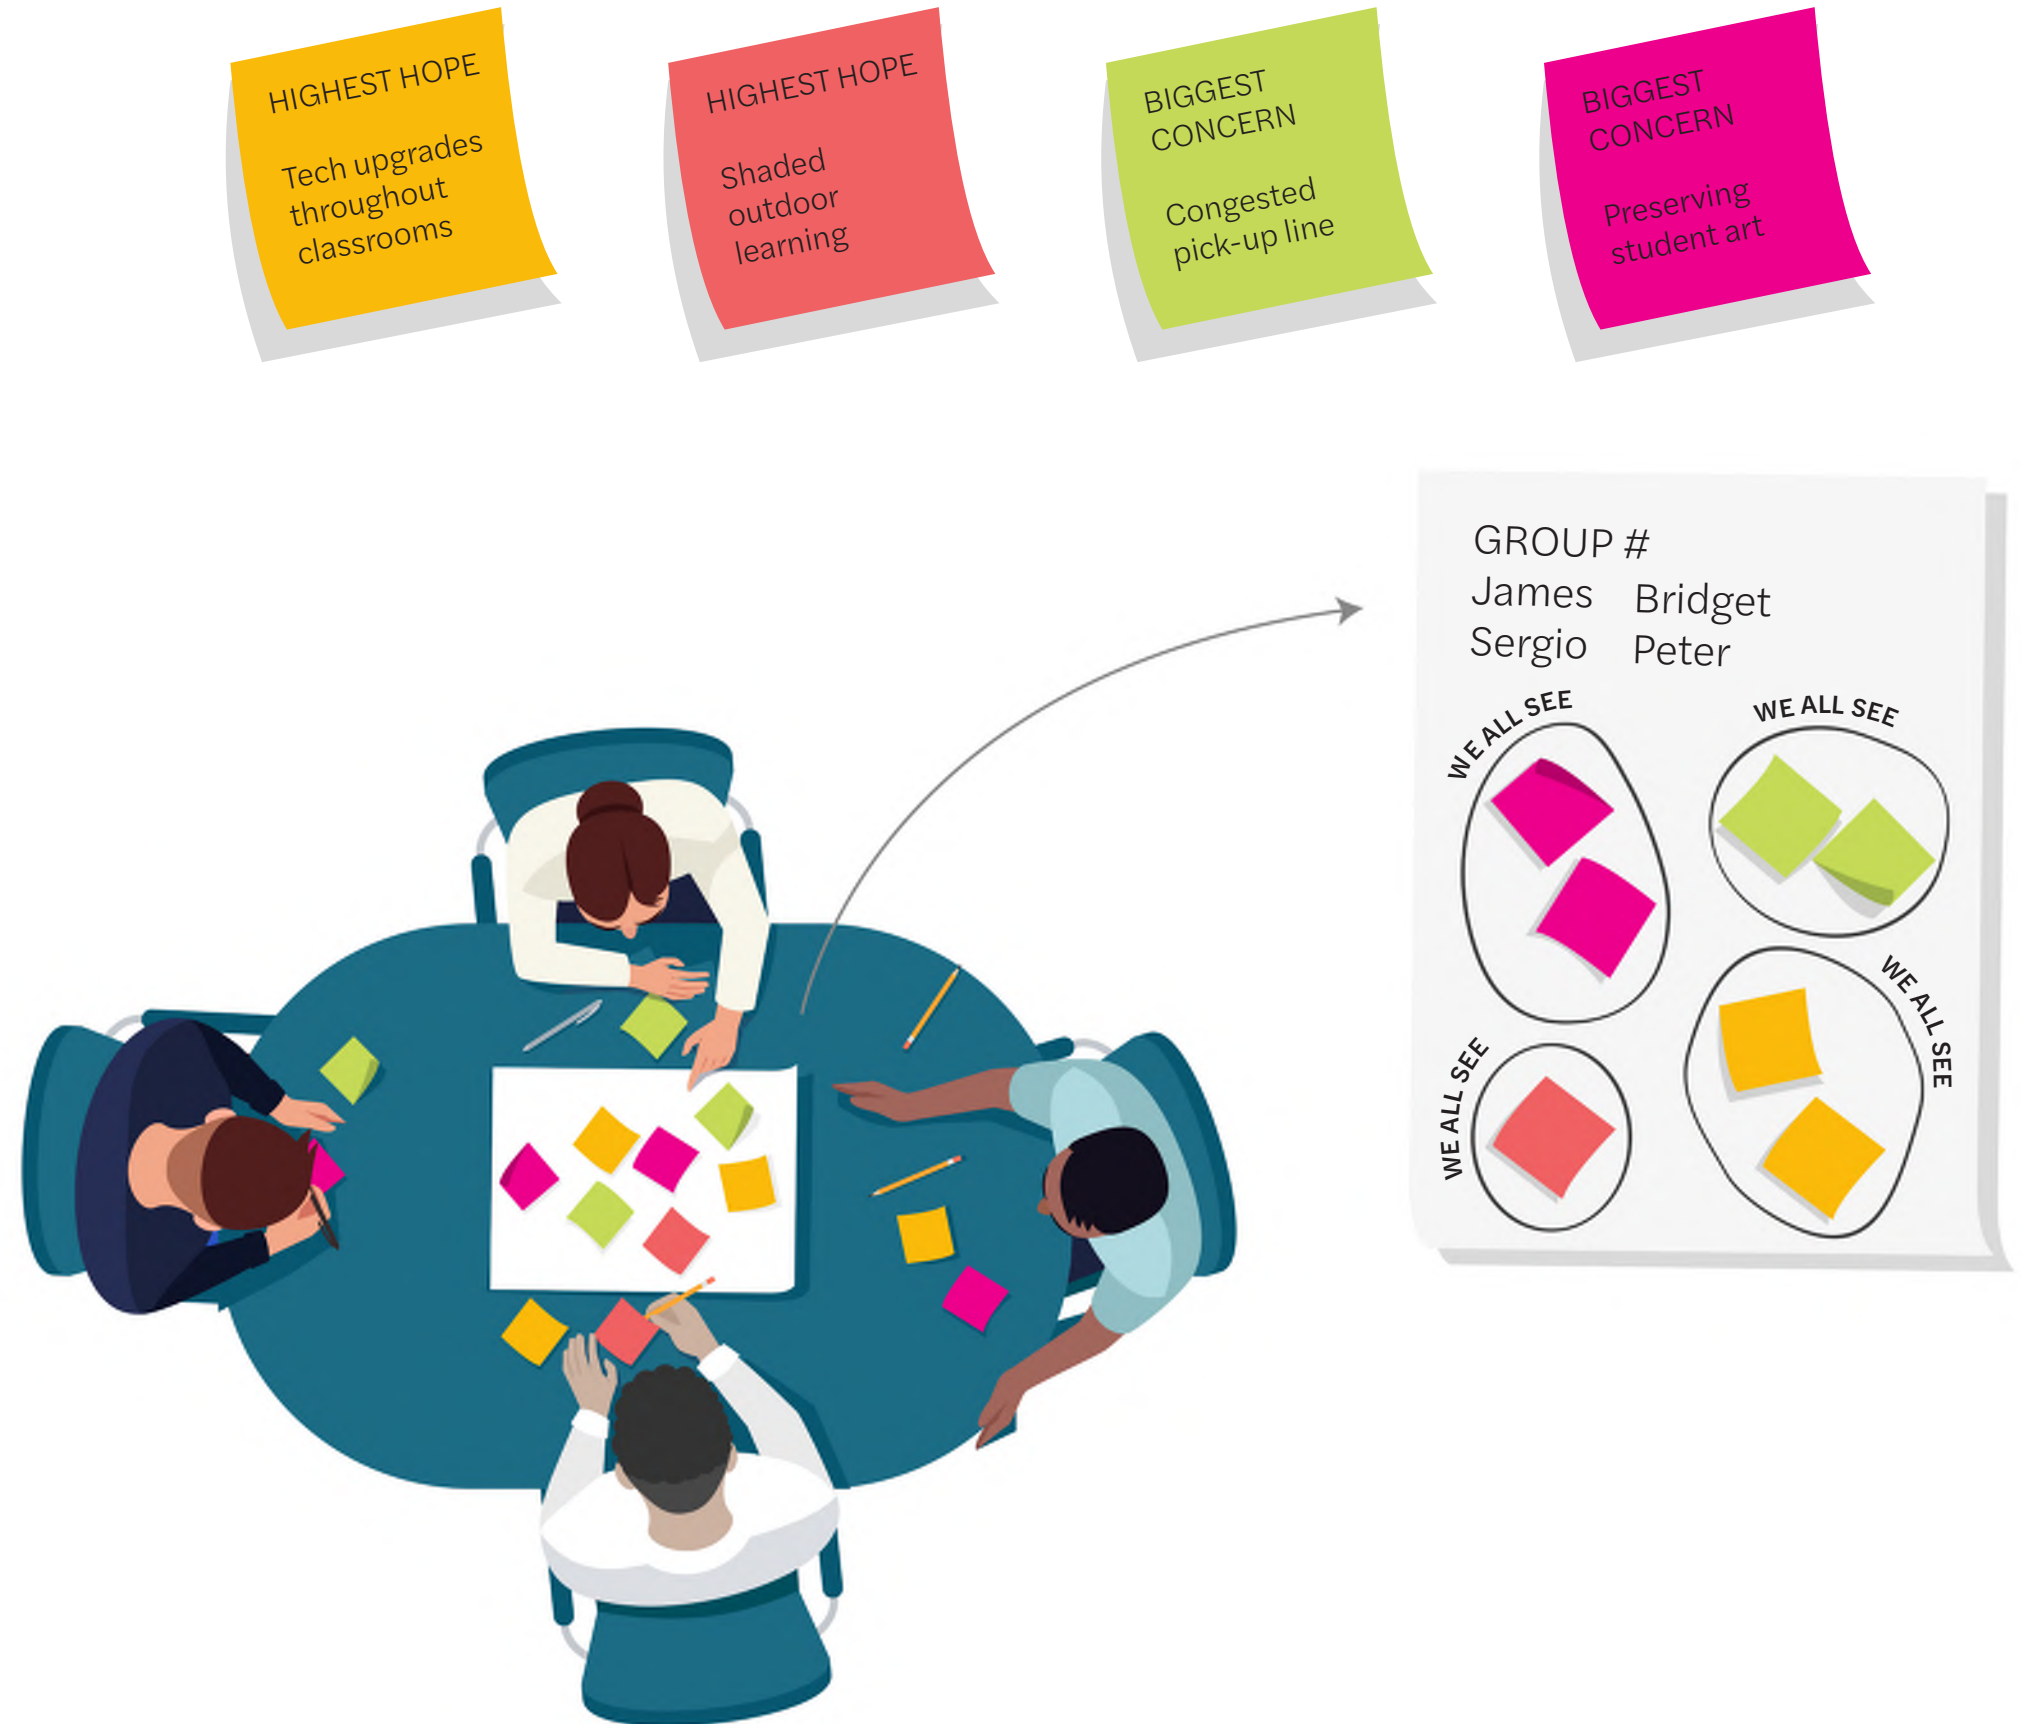 HIGHEST HOPE
Tech upgrades
throughout
classrooms
HIGHEST HOPE
Shaded
outdoor
learning
BIGGEST
CONCERN
Congested
pick-up line
BIGGEST
CONCERN
Preserving
student art
GROUP #
James Bridget
Sergio Peter
WE ALL SEE
WE ALL SEE
WE ALL SEE
WE ALL SEE